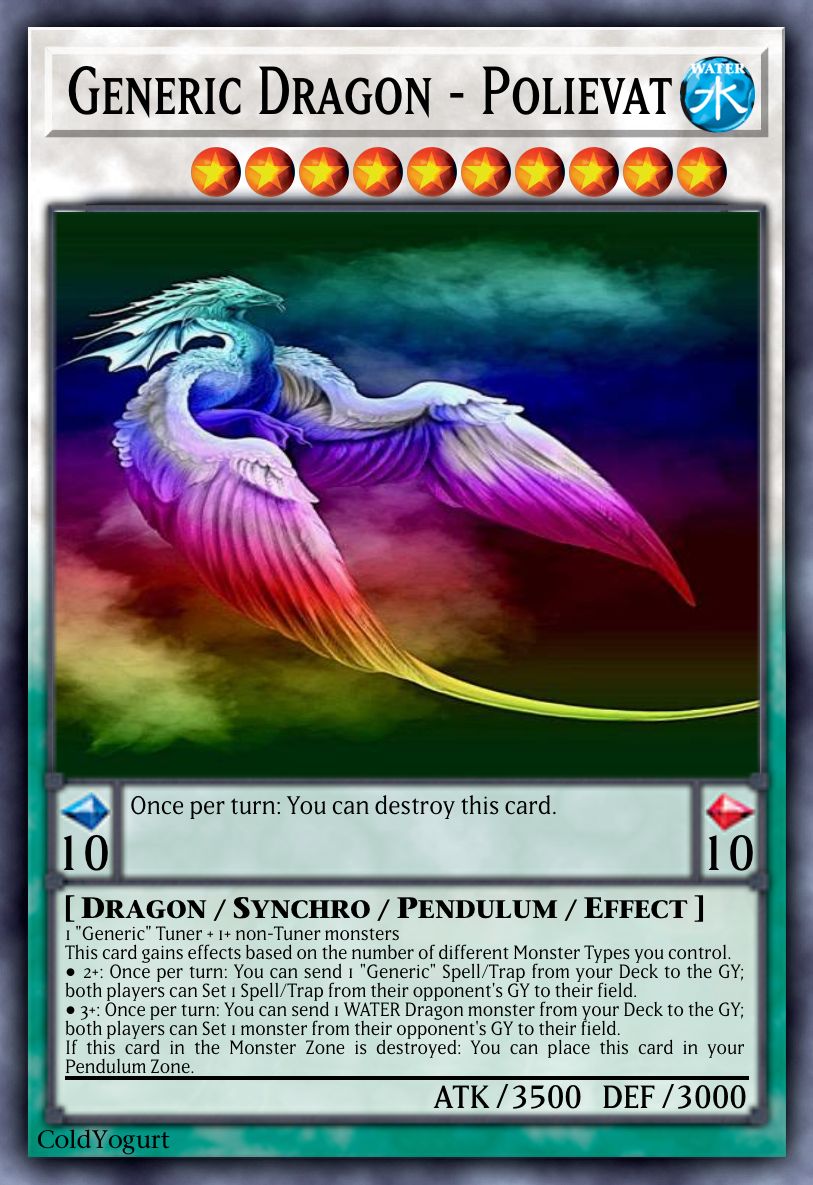 Generic Dragon - Polievat
WATER
水
Once per turn: You can destroy this card.
10
10
[ Dragon / Synchro / Pendulum / Effect ]
1 "Generic" Tuner + 1+ non-Tuner monsters
This card gains effects based on the number of different Monster Types you control.
● 2+: Once per turn: You can send 1 "Generic" Spell/Trap from your Deck to the GY;
both players can Set 1 Spell/Trap from their opponent's GY to their field.
● 3+: Once per turn: You can send 1 WATER Dragon monster from your Deck to the GY;
both players can Set 1 monster from their opponent's GY to their field.
If this card in the Monster Zone is destroyed: You can place this card in your
Pendulum Zone.
ATK/3500 DEF/3000
ColdYogurt